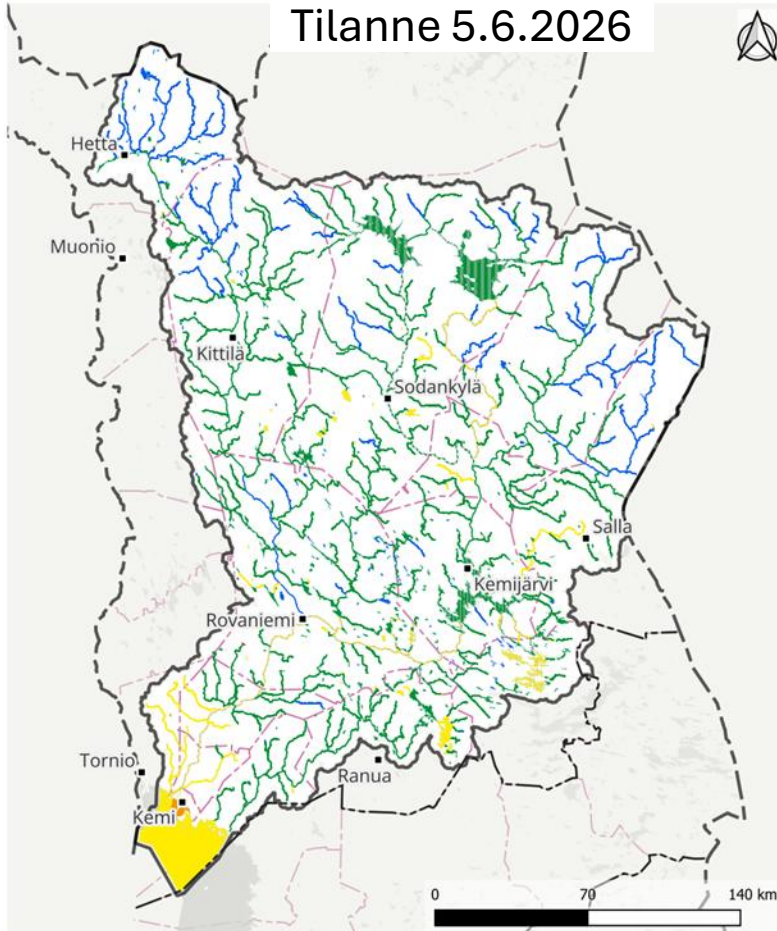 Tilanne 5.6.2026
Hetta
Muonio
Kittilä
Sodankylä
Salla
Kemijärvi
Rovaniemi
Tornio
Ranua
Kemi
0 70 140 km